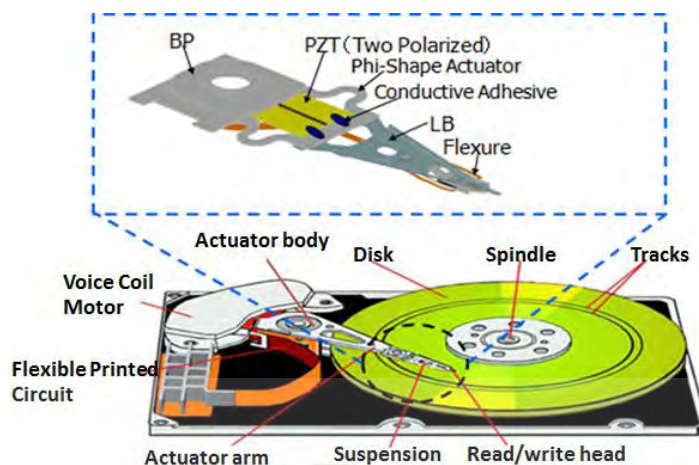 BP
PZT(Two Polarized)
Phi-Shape Actuator
Conductive Adhesive
LB
Flexure
Actuator body
Disk
Spindle
Tracks
Voice Coil
Motor
Flexible Printed
Circuit
Actuator arm
Suspension
Read/write head